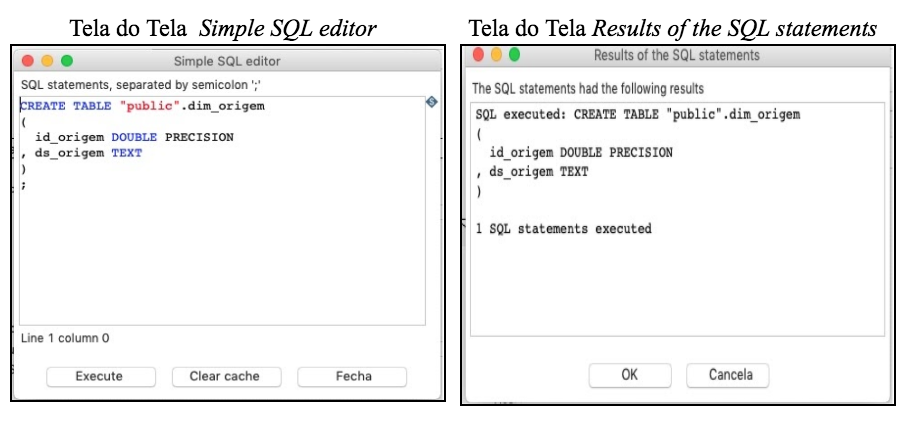 Tela do Tela Simple SQL editor
Simple SQL editor
SQL statements, separated by semicolon ';'
CREATE TABLE "public".dim_origem
(
id_origem DOUBLE PRECISION
, ds_origem TEXT
)
;
Line 1 column 0
Execute
Clear cache
Fecha
Tela do Tela Results of the SQL statements
Results of the SQL statements
The SQL statements had the following results
SQL executed: CREATE TABLE "public".dim_origem
(
id_origem DOUBLE PRECISION
, ds_origem TEXT
)
1 SQL statements executed
OK
Cancela